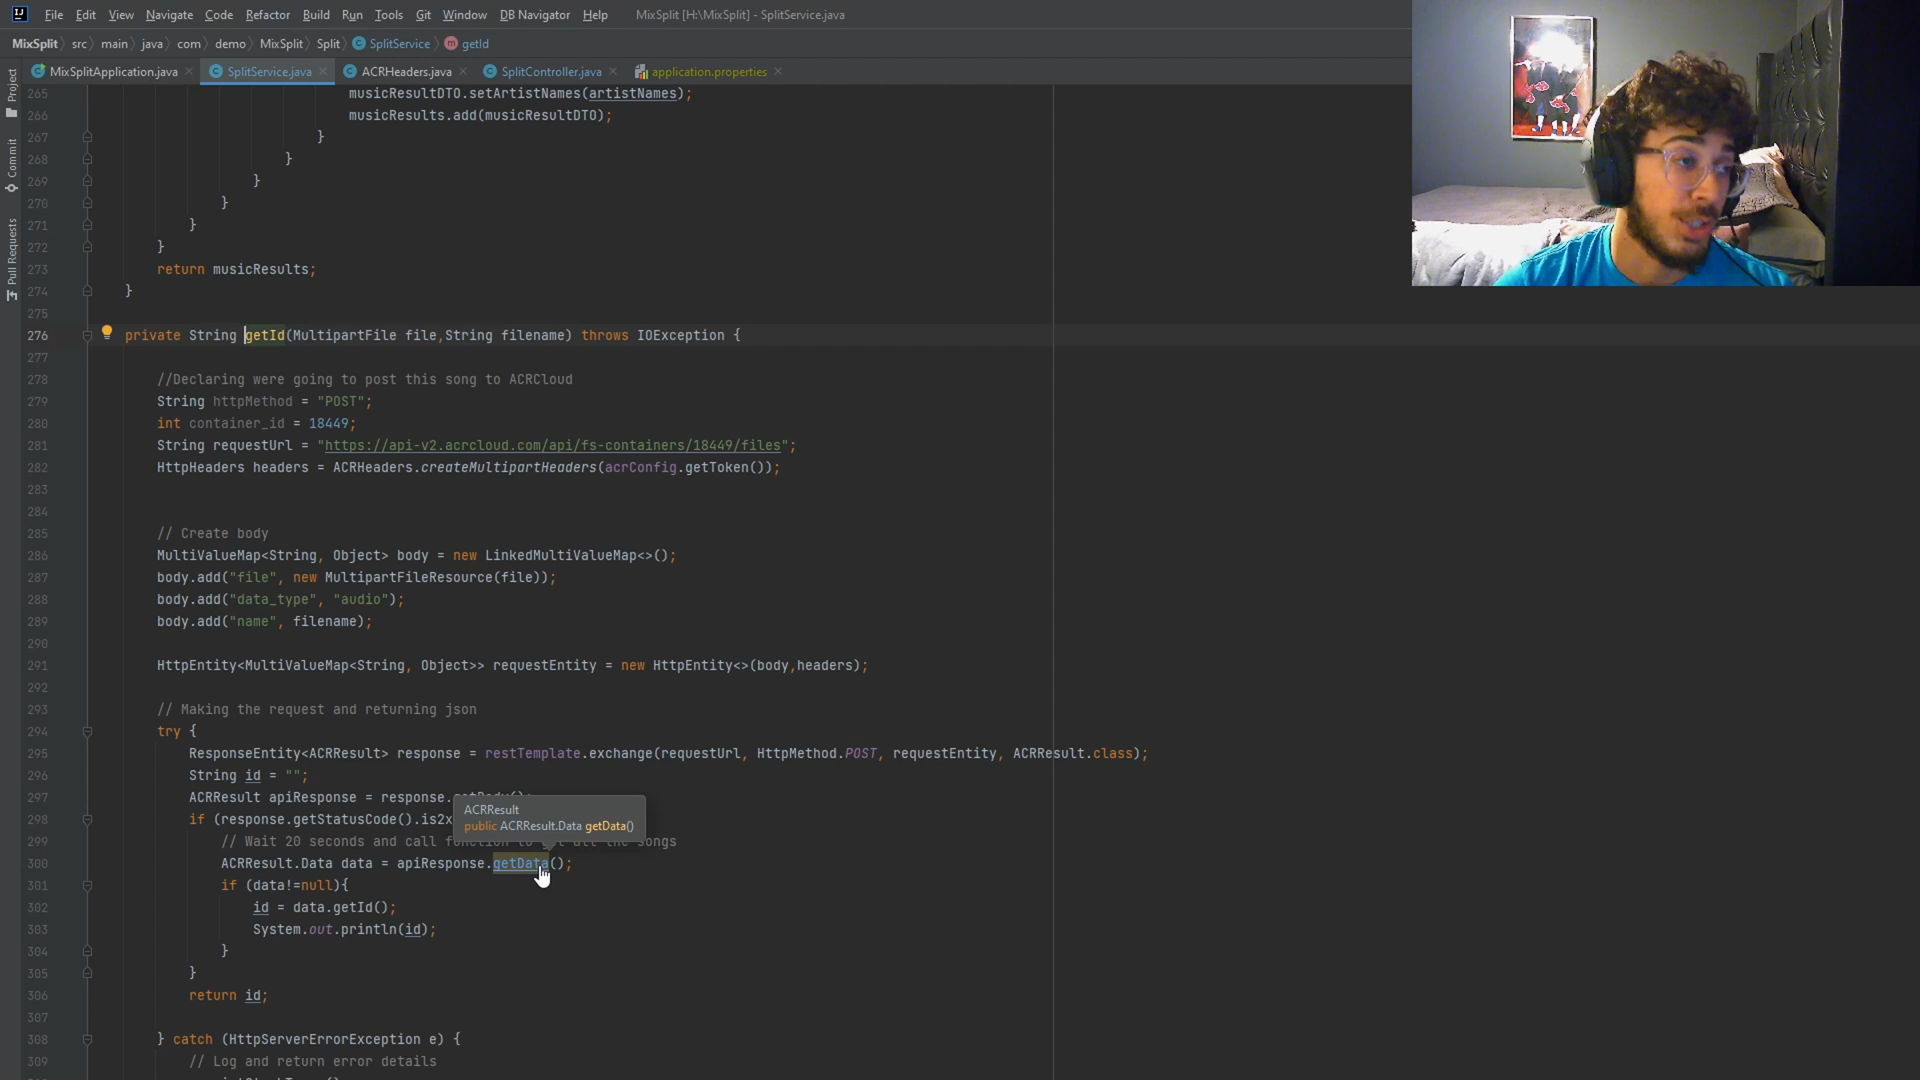 File Edit View Navigate Code Refactor Build Run Tools Git Window DB Navigator Help MixSplit [H:\MixSplit] - SplitService.java
MixSplit src main java com demo MixSplit Split SplitService getId
MixSplitApplication.java SplitService.java ACRHeaders.java SplitController.java application.properties
Project
Commit
Pull Requests
265 musicResultDTO.setArtistNames(artistNames);
266 musicResults.add(musicResultDTO);
267 }
268 }
269 }
270 }
271 }
272 }
273 return musicResults;
274 }
275
276 private String getId(MultipartFile file,String filename) throws IOException {
277
278 //Declaring were going to post this song to ACRCloud
279 String httpMethod = "POST";
280 int container_id = 18449;
281 String requestUrl = "https://api-v2.acrcloud.com/api/fs-containers/18449/files";
282 HttpHeaders headers = ACRHeaders.createMultipartHeaders(acrConfig.getToken());
283
284
285 // Create body
286 MultiValueMap<String, Object> body = new LinkedMultiValueMap<>();
287 body.add("file", new MultipartFileResource(file));
288 body.add("data_type", "audio");
289 body.add("name", filename);
290
291 HttpEntity<MultiValueMap<String, Object>> requestEntity = new HttpEntity<>(body,headers);
292
293 // Making the request and returning json
294 try {
295 ResponseEntity<ACRResult> response = restTemplate.exchange(requestUrl, HttpMethod.POST, requestEntity, ACRResult.class);
296 String id = "";
297 ACRResult apiResponse = response.
298 if (response.getStatusCode().is2x
ACRResult
public ACRResult.Data getData()
299 // Wait 20 seconds and call the songs
300 ACRResult.Data data = apiResponse.getData();
301 if (data!=null){
302 id = data.getId();
303 System.out.println(id);
304 }
305 }
306 return id;
307
308 } catch (HttpServerErrorException e) {
309 // Log and return error details